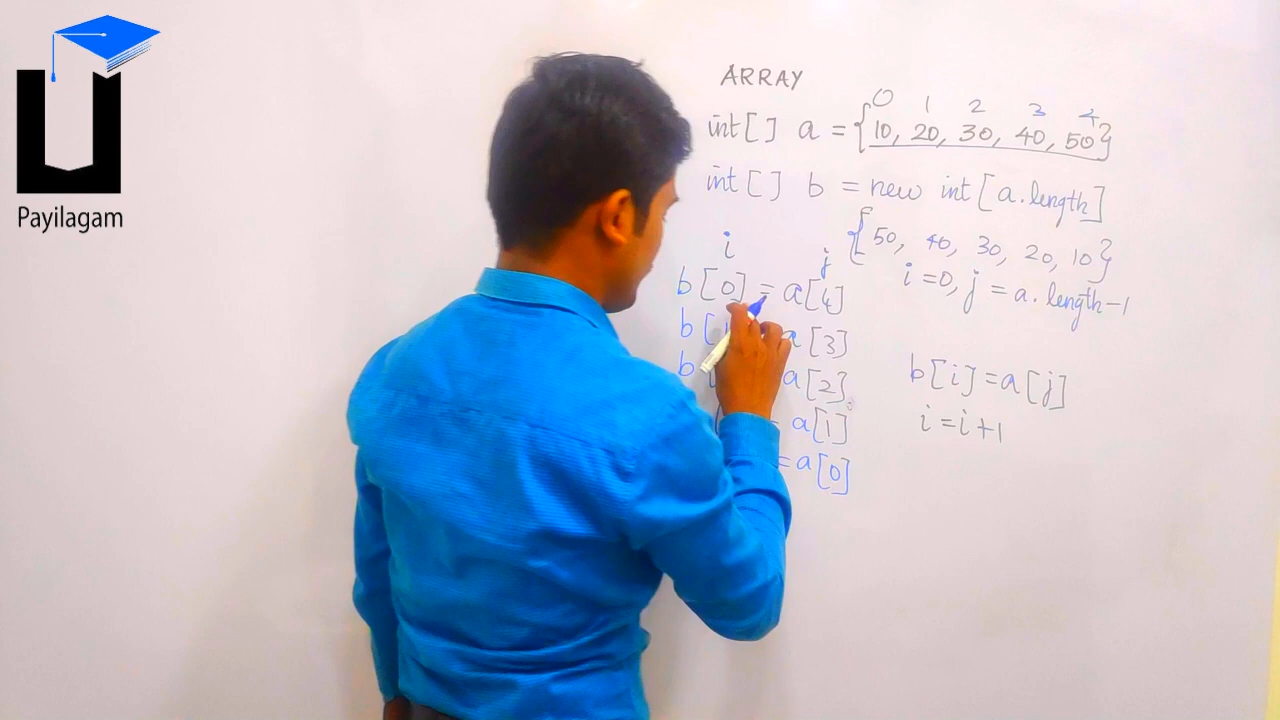 Payilagam
ARRAY
0 1 2 3 4
int[] a = {10, 20, 30, 40, 50}
int[] b = new int[a.length]
{50, 40, 30, 20, 10}
i j
i=0, j = a.length-1
b[0] = a[4]
b[ a[3]
b a[2]
= a[1]
= a[0]
b[i]=a[j]
i=i+1